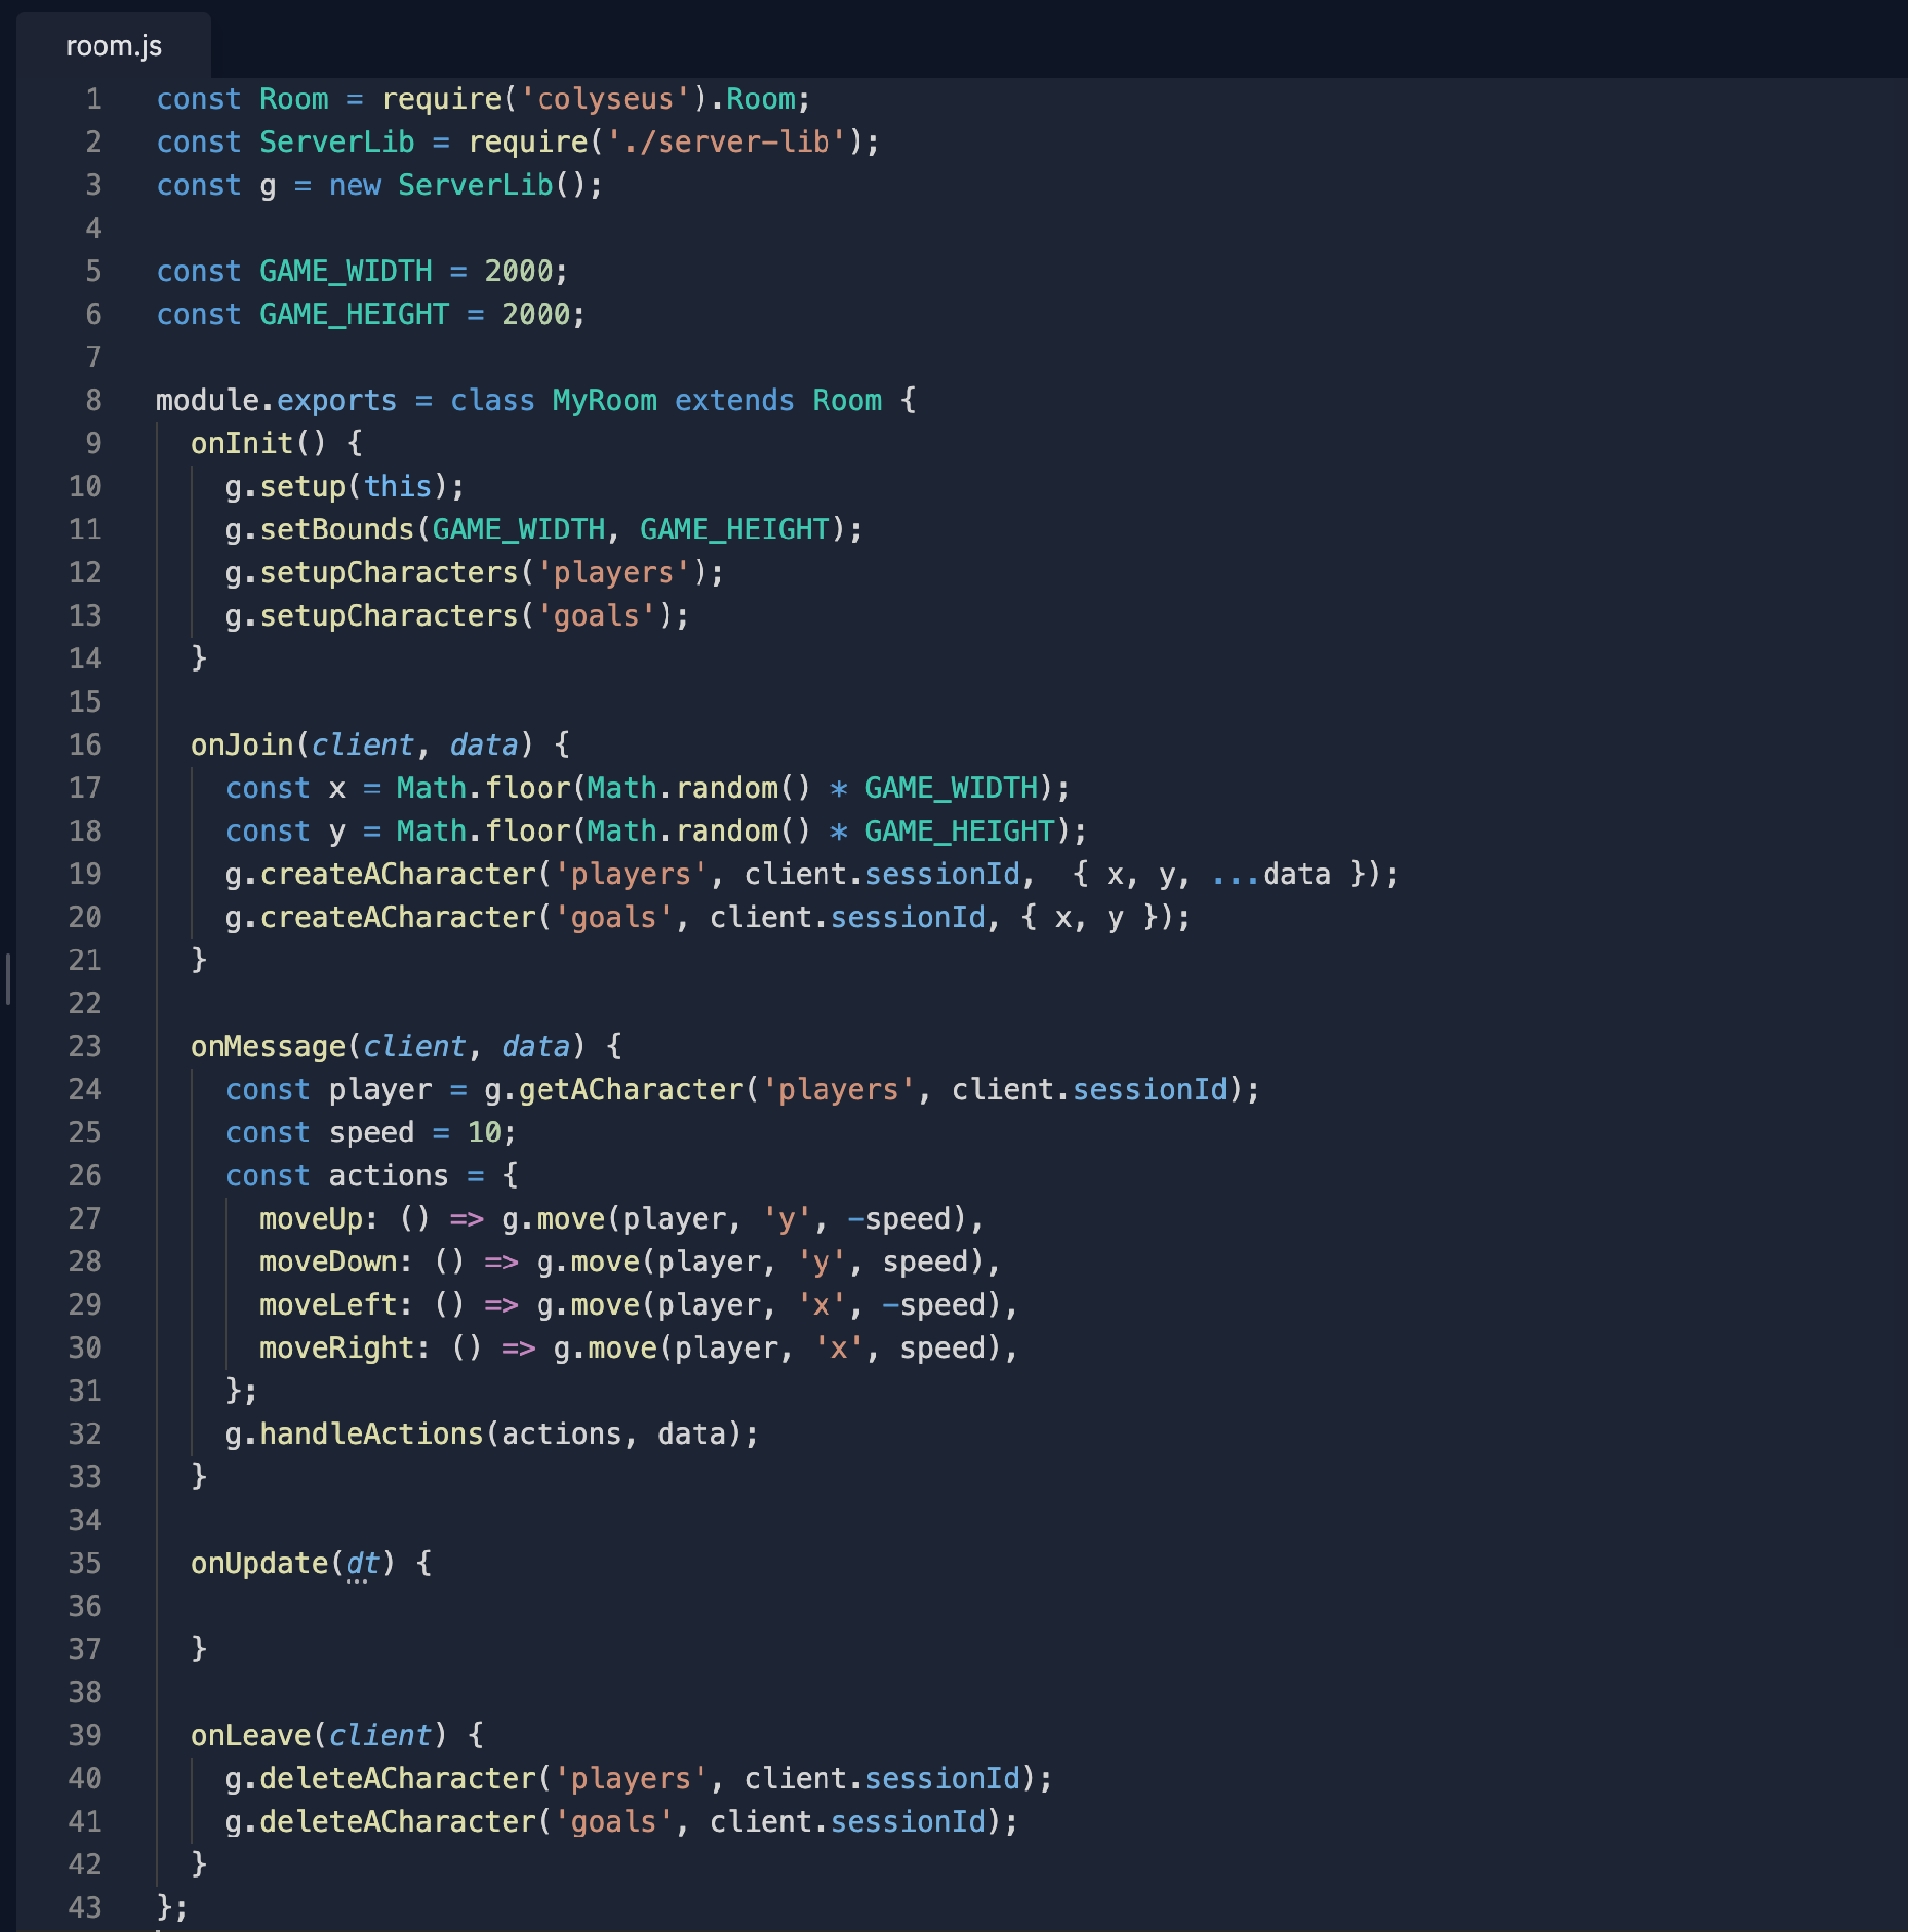 room.js
1 const Room = require('colyseus').Room;
2 const ServerLib = require('./server-lib');
3 const g = new ServerLib();
4
5 const GAME_WIDTH = 2000;
6 const GAME_HEIGHT = 2000;
7
8 module.exports = class MyRoom extends Room {
9   onInit() {
10     g.setup(this);
11     g.setBounds(GAME_WIDTH, GAME_HEIGHT);
12     g.setupCharacters('players');
13     g.setupCharacters('goals');
14   }
15
16   onJoin(client, data) {
17     const x = Math.floor(Math.random() * GAME_WIDTH);
18     const y = Math.floor(Math.random() * GAME_HEIGHT);
19     g.createACharacter('players', client.sessionId,  { x, y, ...data });
20     g.createACharacter('goals', client.sessionId, { x, y });
21   }
22
23   onMessage(client, data) {
24     const player = g.getACharacter('players', client.sessionId);
25     const speed = 10;
26     const actions = {
27       moveUp: () => g.move(player, 'y', -speed),
28       moveDown: () => g.move(player, 'y', speed),
29       moveLeft: () => g.move(player, 'x', -speed),
30       moveRight: () => g.move(player, 'x', speed),
31     };
32     g.handleActions(actions, data);
33   }
34
35   onUpdate(dt) {
36
37   }
38
39   onLeave(client) {
40     g.deleteACharacter('players', client.sessionId);
41     g.deleteACharacter('goals', client.sessionId);
42   }
43 };